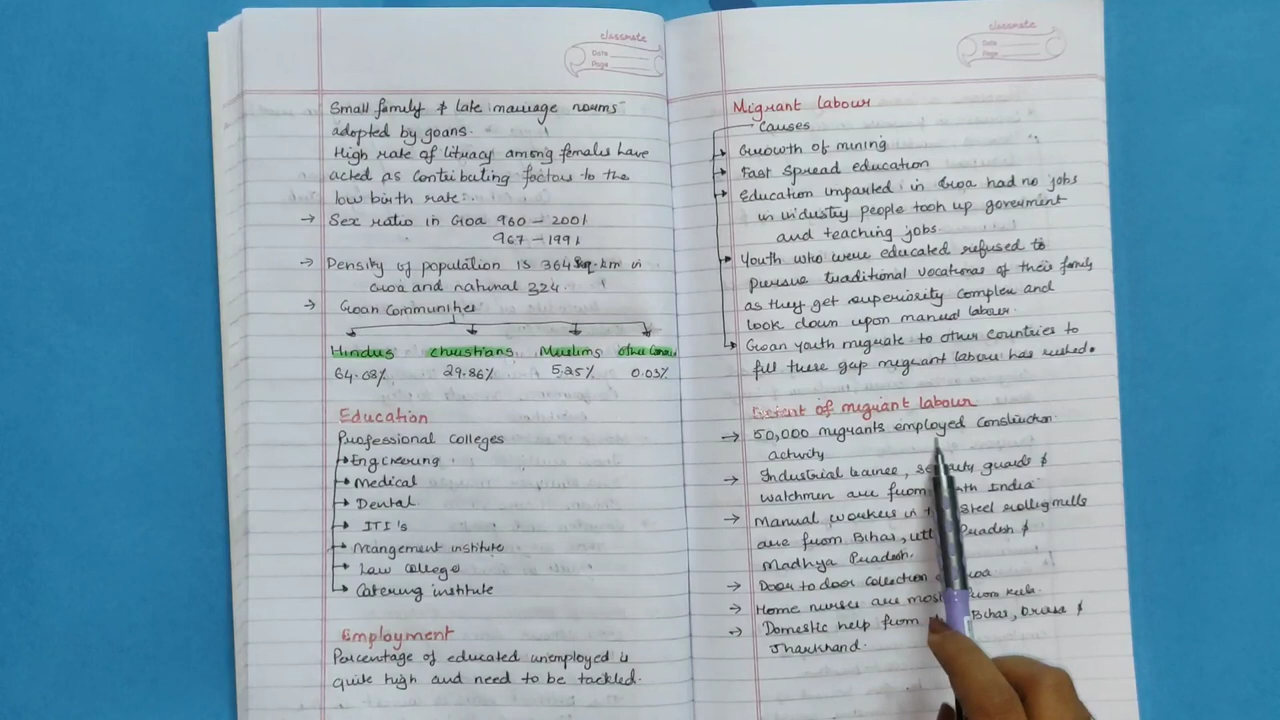 classmate
Date
Page
Small family & late marriage norms
adopted by goans.
High rate of literacy among females have
acted as contributing factors to the
low birth rate.
→ Sex ratio in Goa 960 - 2001
967 - 1991
→ Density of population is 364 sq.km in
Goa and natural 324
→ Goan Communities
Hindus Christians Muslims other
64.68% 29.86% 5.25% 0.03%
Education
Professional colleges
Engineering
Medical
Dental
ITI's
Mangement institute
Law college
Catering institute
Employment
Percentage of educated unemployed is
quite high and need to be tackled.
classmate
Date
Page
Migrant labour
Causes
Growth of mining
Fast Spread education
Education imparted in Goa had no jobs
in industry people took up goverment
and teaching jobs.
Youth who were educated refused to
pursue traditional vocations of their family
as they get superiority complex and
look down upon manual labour.
Goan youth migrate to other countries to
fill these gap migrant labour has rushed.
Extent of migrant labour
→ 50,000 migrants employed Construction
activity
→ Industrial trainee, guards &
watchmen are from India
→ Manual workers in Steel rolling mills
are from Bihar, Pradesh &
Madhya Pradesh.
→ Door to door collection
→ Home nurses are from
→ Domestic help from Bihar, Orissa &
Jharkhand.